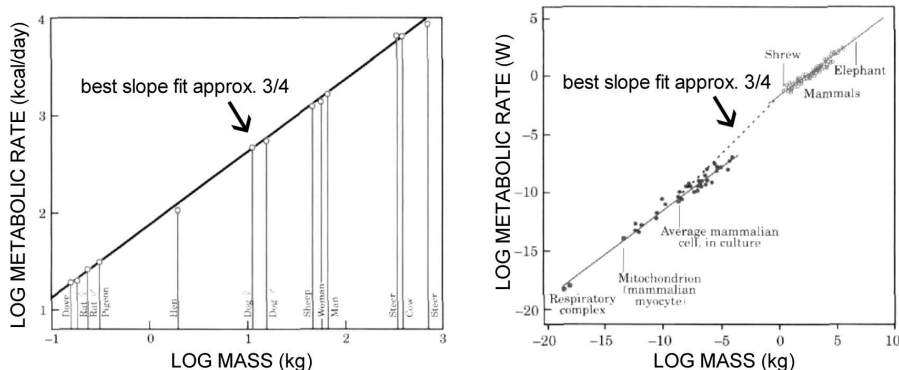 LOG METABOLIC RATE (kcal/day)
4
3
2
1
best slope fit approx. 3/4
Dove
Rat
Rat
Pigeon
Hen
Dog
Dog
Sheep
Woman
Man
Steer
Cow
Steer
-1
0
1
2
3
LOG MASS (kg)
LOG METABOLIC RATE (W)
5
0
-5
-10
-15
-20
best slope fit approx. 3/4
Shrew
Elephant
Mammals
Average mammalian
cell, in culture
Mitochondrion
(mammalian
myocyte)
Respiratory
complex
-20
-15
-10
-5
0
5
10
LOG MASS (kg)